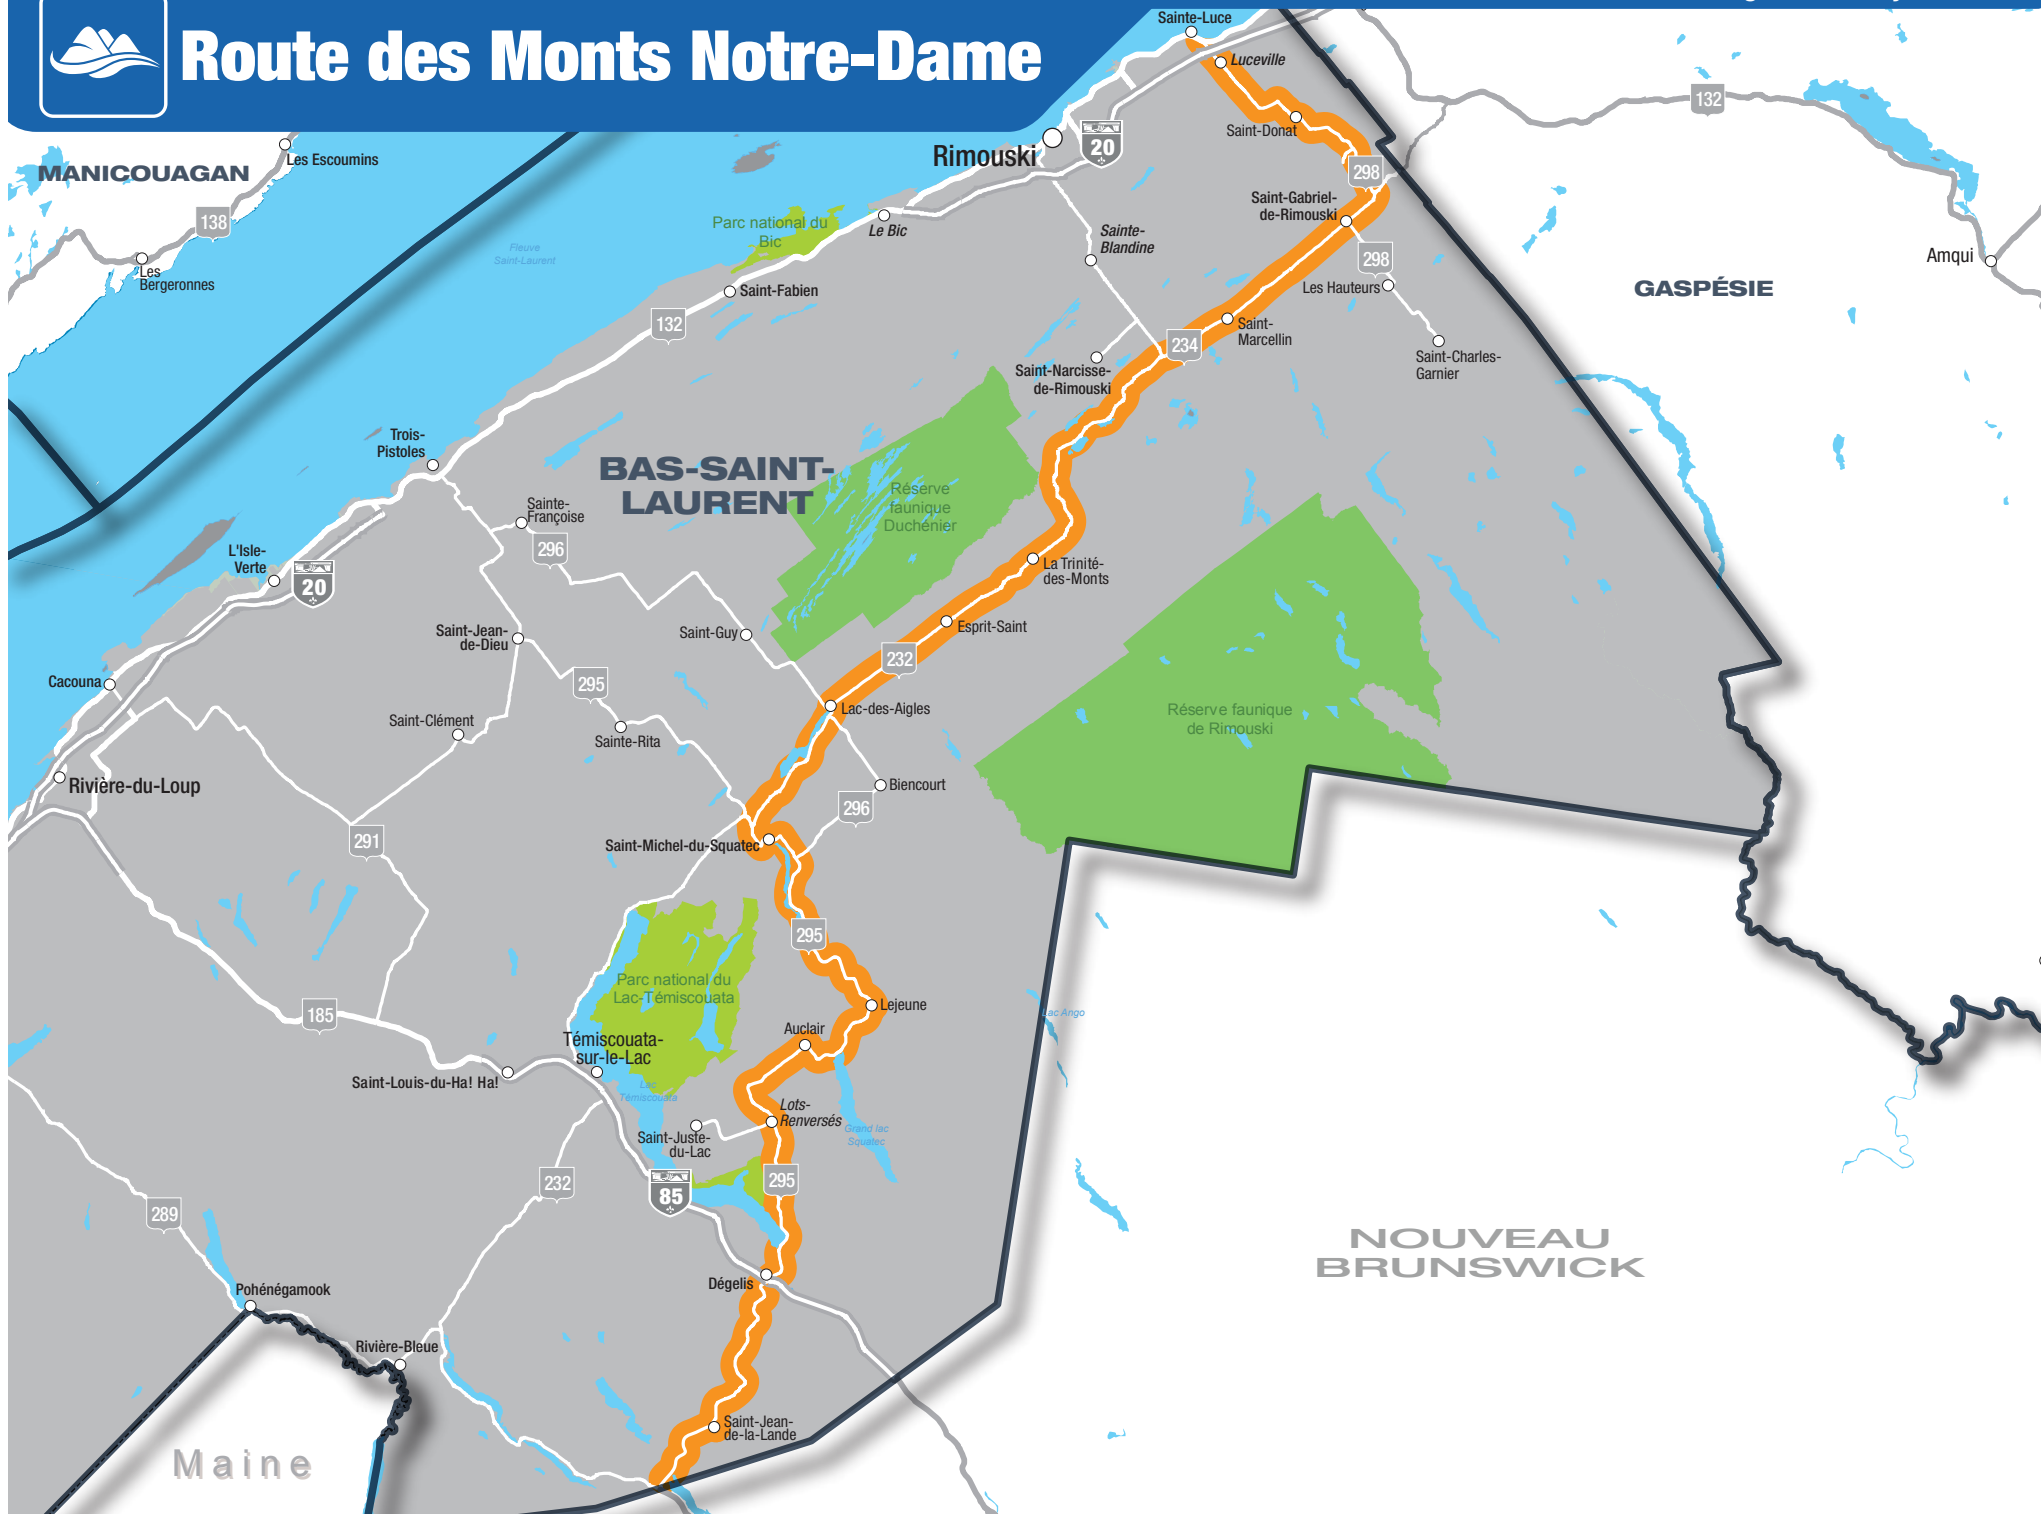 Route des Monts Notre-Dame
Sainte-Luce
Luceville
132
Saint-Donat
20
Rimouski
Les Escoumins
MANICOUAGAN
298
138
Saint-Gabriel-
de-Rimouski
Parc national du
Bic
Le Bic
Sainte-
Blandine
Fleuve
Saint-Laurent
298
Amqui
Les
Bergeronnes
Les Hauteurs
GASPÉSIE
Saint-Fabien
132
Saint-
Marcellin
234
Saint-Charles-
Garnier
Saint-Narcisse-
de-Rimouski
Trois-
Pistoles
BAS-SAINT-
LAURENT
Réserve
faunique
Duchénier
Sainte-
Françoise
296
L'Isle-
Verte
20
La Trinité-
des-Monts
Saint-Jean-
de-Dieu
Saint-Guy
Esprit-Saint
232
Cacouna
295
Lac-des-Aigles
Réserve faunique
de Rimouski
Saint-Clément
Sainte-Rita
Rivière-du-Loup
Biencourt
296
291
Saint-Michel-du-Squatec
295
Parc national du
Lac-Témiscouata
Lejeune
185
Lac Ango
Auclair
Témiscouata-
sur-le-Lac
Saint-Louis-du-Ha! Ha!
Lac
Témiscouata
Lots-
Renversés
Grand lac
Squatec
Saint-Juste-
du-Lac
232
85
295
289
NOUVEAU
BRUNSWICK
Dégelis
Pohénégamook
Rivière-Bleue
Saint-Jean-
de-la-Lande
Maine